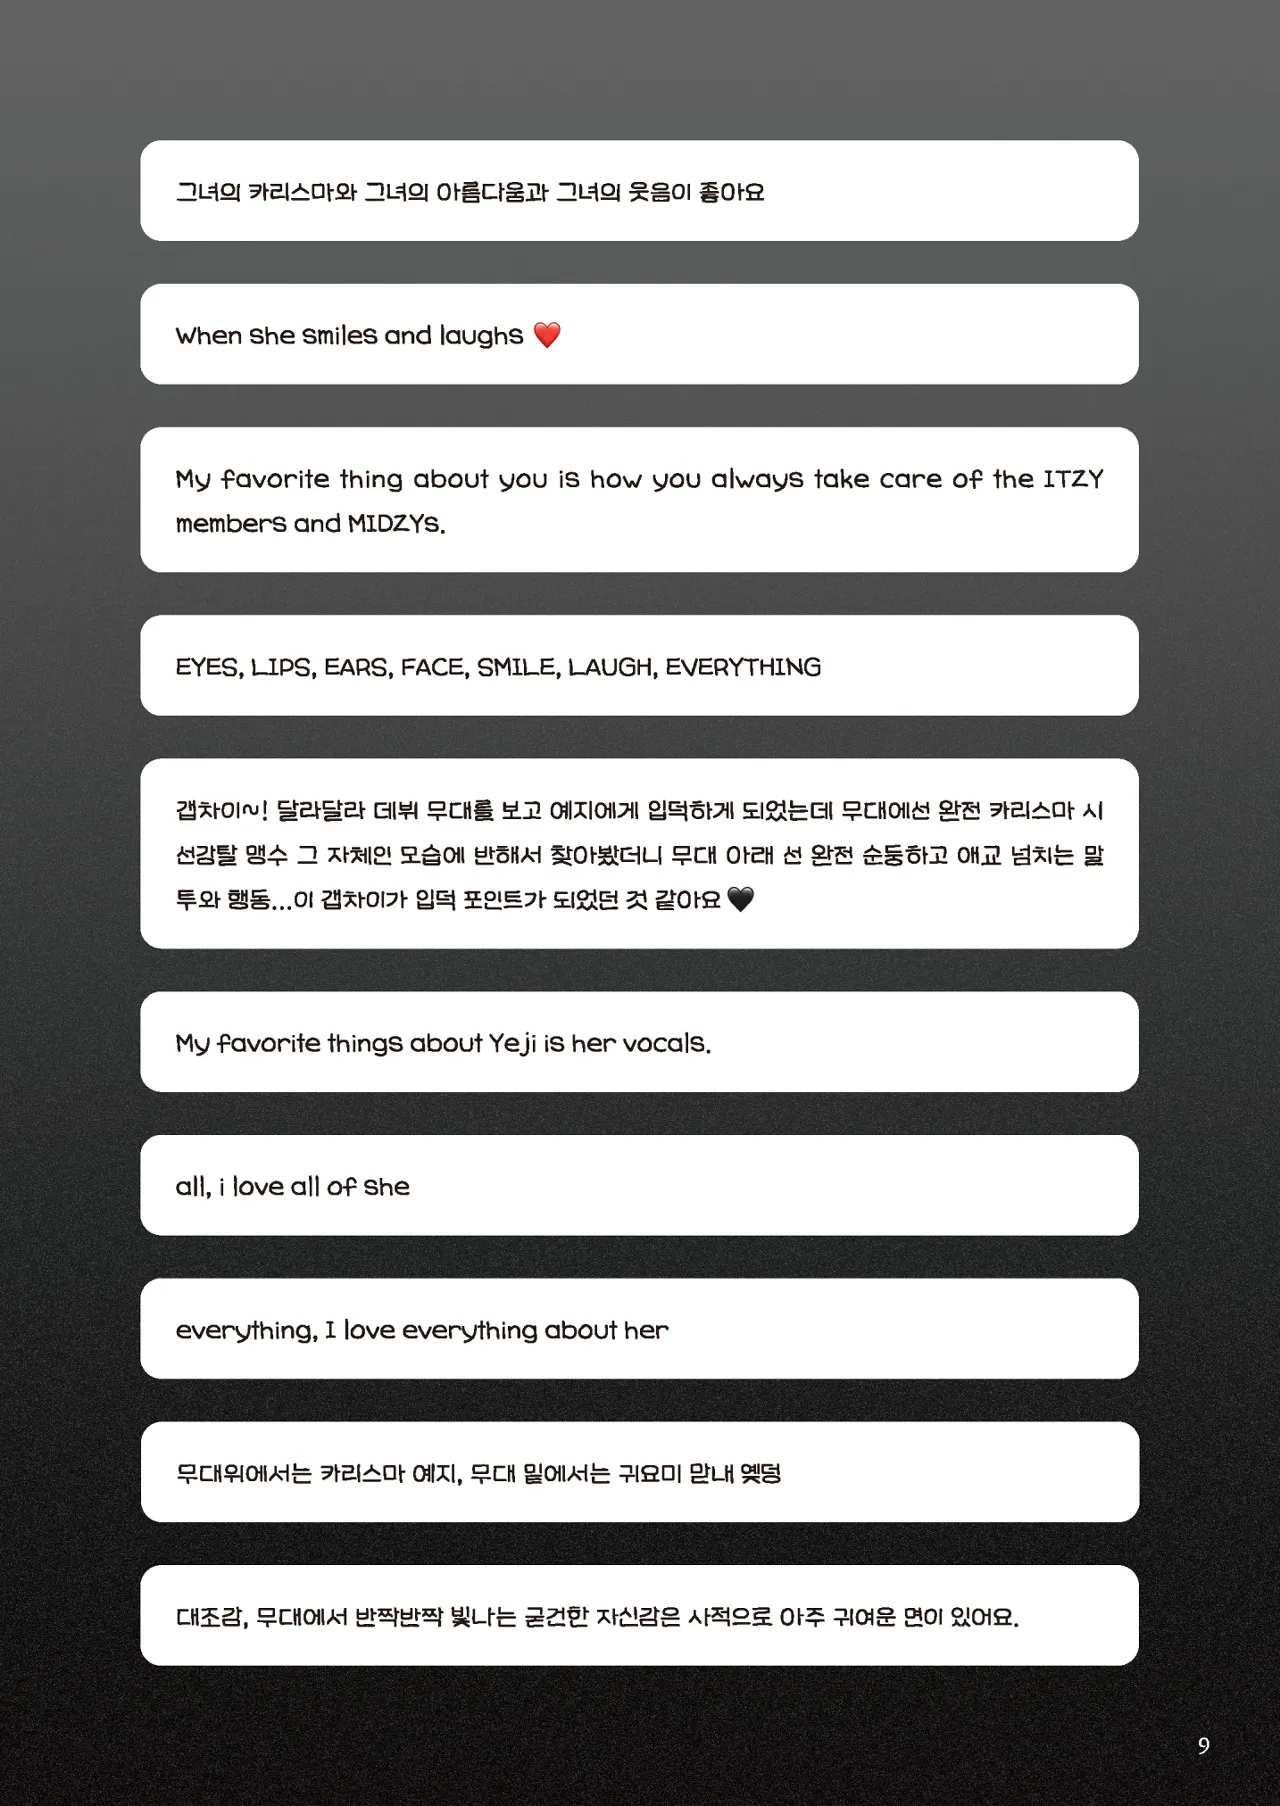 그녀의 카리스마와 그녀의 아름다움과 그녀의 웃음이 좋아요
When she smiles and laughs ❤️
My favorite thing about you is how you always take care of the ITZY
members and MIDZYs.
EYES, LIPS, EARS, FACE, SMILE, LAUGH, EVERYTHING
갭차이~! 달라달라 데뷔 무대를 보고 예지에게 입덕하게 되었는데 무대에선 완전 카리스마 시
선강탈 맹수 그 자체인 모습에 반해서 찾아봤더니 무대 아래 선 완전 순둥하고 애교 넘치는 말
투와 행동...이 갭차이가 입덕 포인트가 되었던 것 같아요 🖤
My favorite things about Yeji is her vocals.
all, i love all of she
everything, I love everything about her
무대위에서는 카리스마 예지, 무대 밑에서는 귀요미 맏내 옞덩
대조감, 무대에서 반짝반짝 빛나는 굳건한 자신감은 사적으로 아주 귀여운 면이 있어요.
9